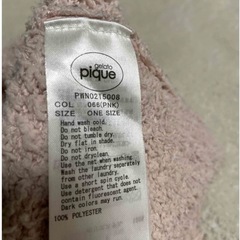 gelato
pique
PWNO215008
COL 066(PNK)
SIZE ONE SIZE
Hand wash cold.
Do not bleach.
Do not tumble dry.
Dry flat in shade.
Do not iron.
Do not dryclean.
Use the net when washing
Wash the laundry separately
from other laundry.
Use a short spin cycle.
Use detergent that does not
contain fluorescent agent.
Dark colors may run.
100% POLYESTER